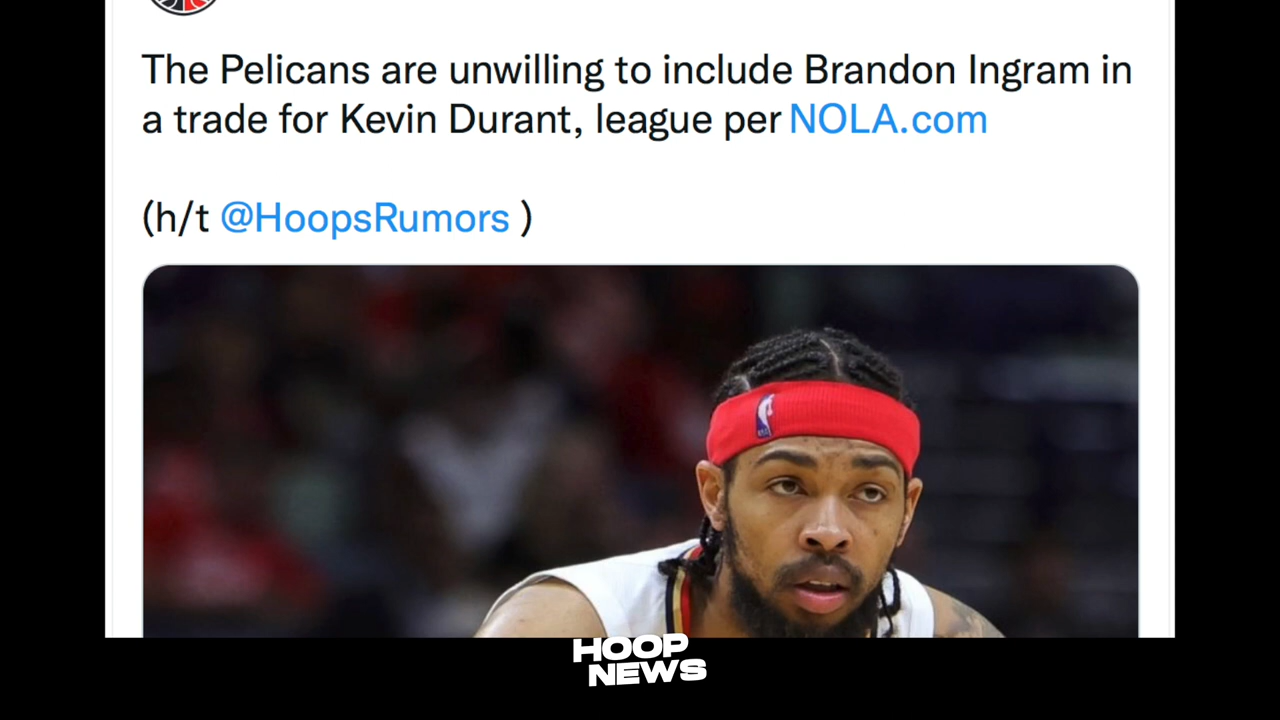 The Pelicans are unwilling to include Brandon Ingram in
a trade for Kevin Durant, league per NOLA.com
(h/t @HoopsRumors )
HOOP
NEWS